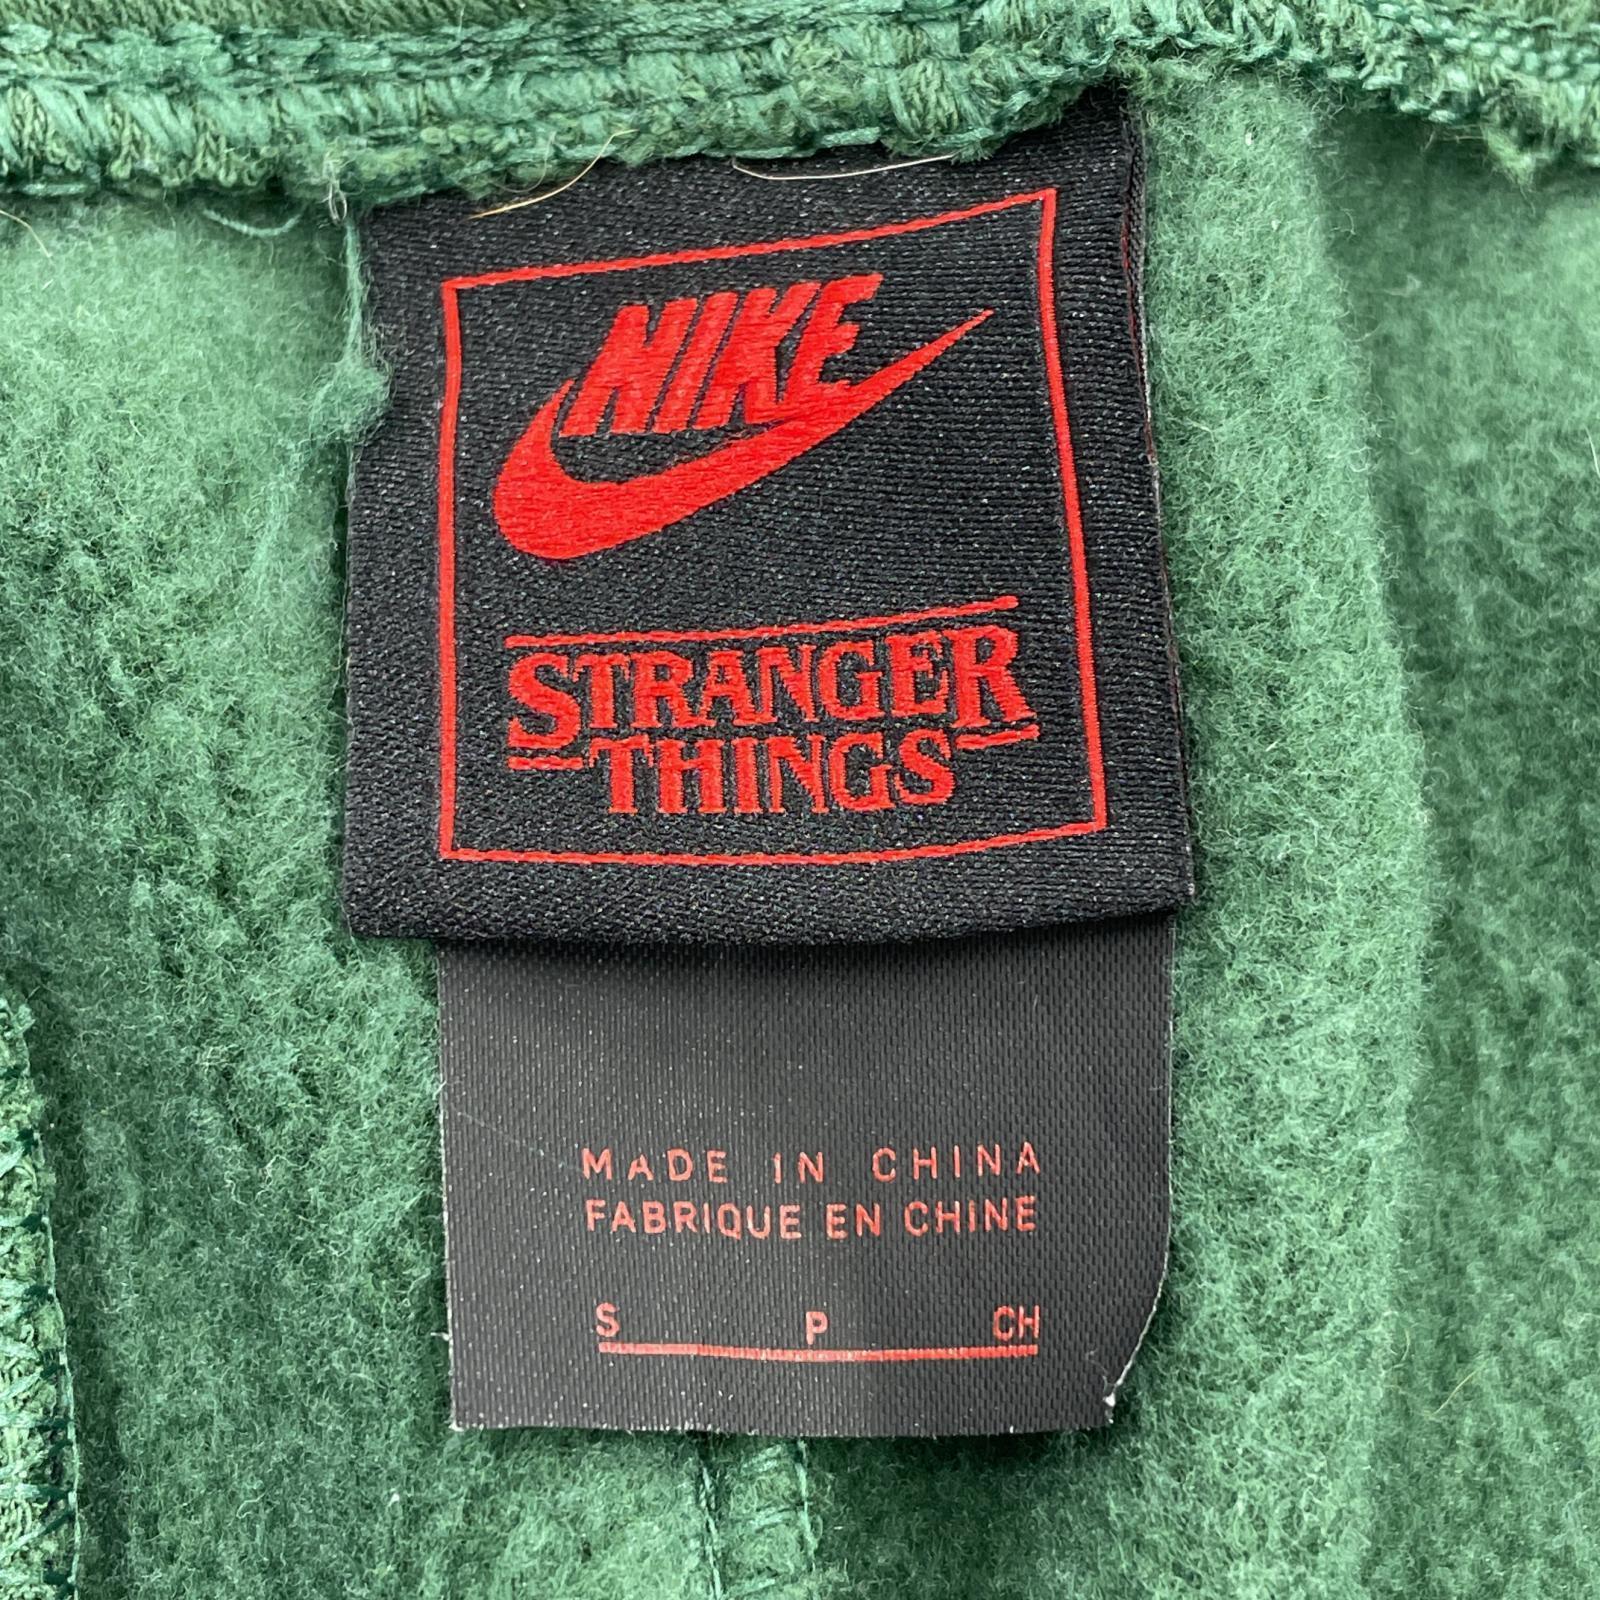 NIKE
STRANGER
THINGS
MADE IN CHINA
FABRIQUE EN CHINE
S P CH